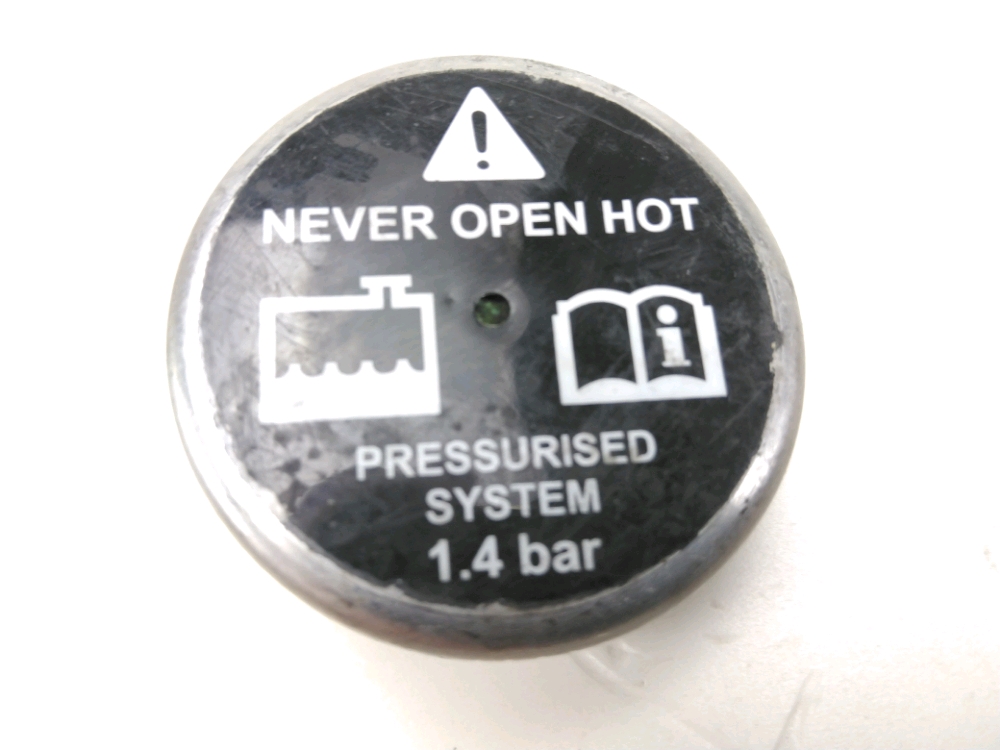 NEVER OPEN HOT
PRESSURISED
SYSTEM
1.4 bar